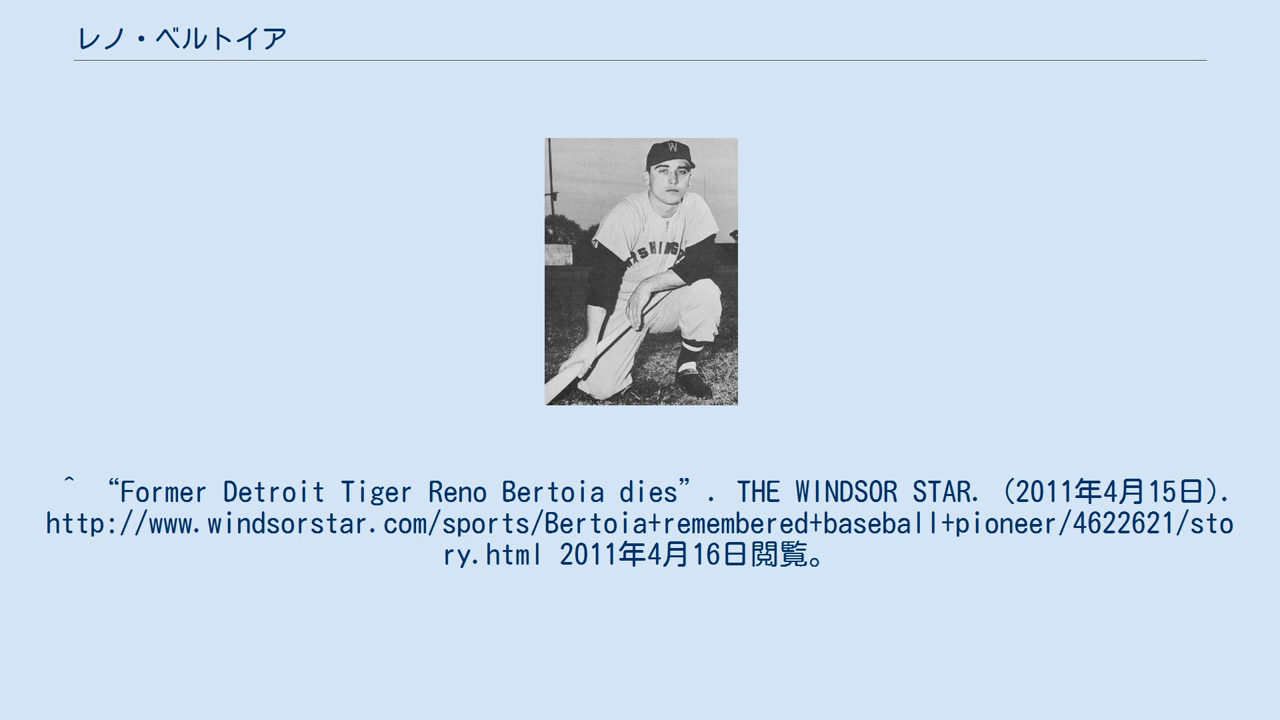 レノ・ベルトイア
W
^ “Former Detroit Tiger Reno Bertoia dies”. THE WINDSOR STAR. (2011年4月15日).
http://www.windsorstar.com/sports/Bertoia+remembered+baseball+pioneer/4622621/sto
ry.html 2011年4月16日閲覧。